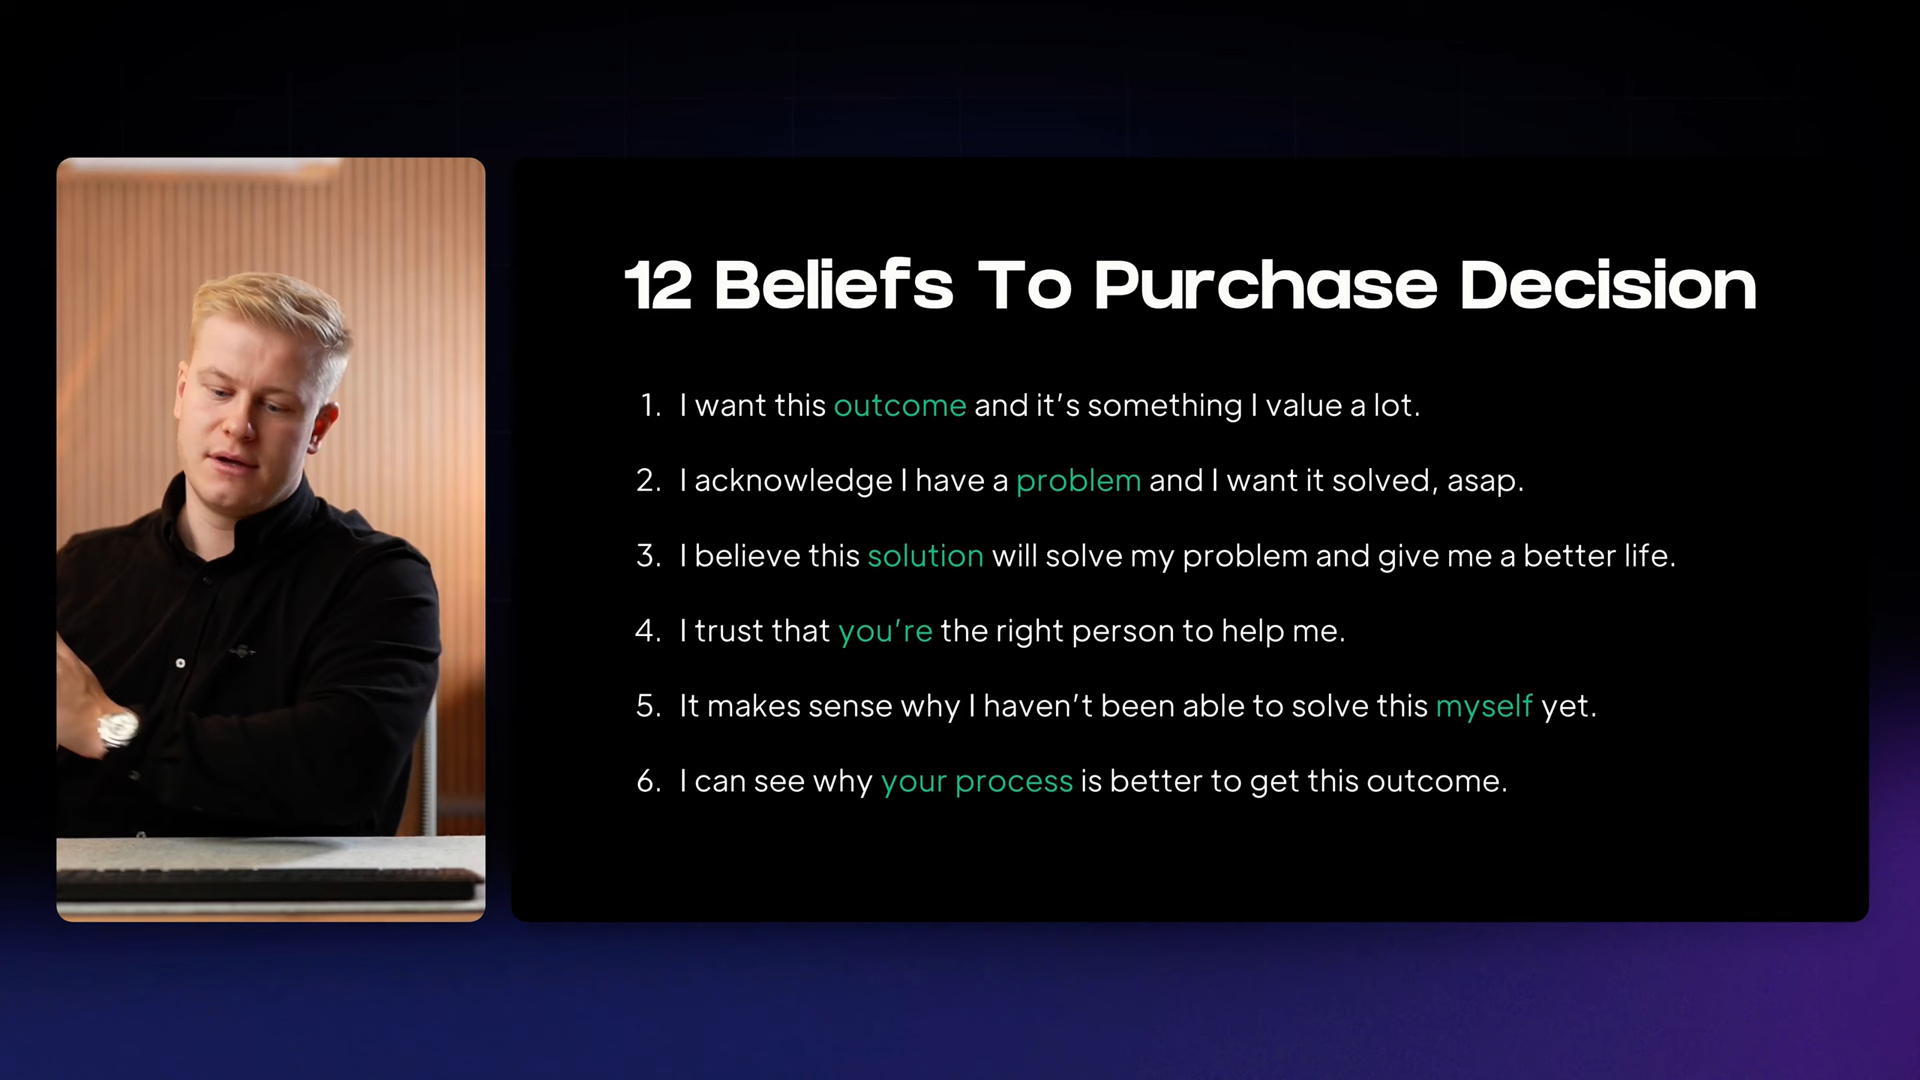 12 Beliefs To Purchase Decision
1. I want this outcome and it’s something I value a lot.
2. I acknowledge I have a problem and I want it solved, asap.
3. I believe this solution will solve my problem and give me a better life.
4. I trust that you’re the right person to help me.
5. It makes sense why I haven’t been able to solve this myself yet.
6. I can see why your process is better to get this outcome.